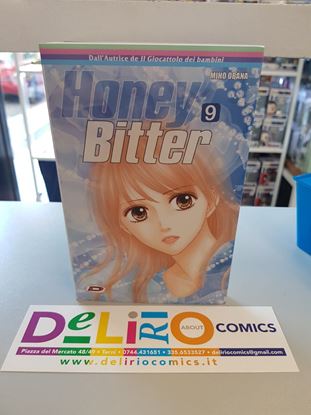 Dall'Autrice de Il Giocattolo dei bambini
MIHO OBANA
Honey
9
Bitter
DeLiRiO ABOUT COMICS
Piazza del Mercato 48/49 • Terni • 0744.431651 • 335.6533527 • deliriocomics@gmail.com
www.deliriocomics.it